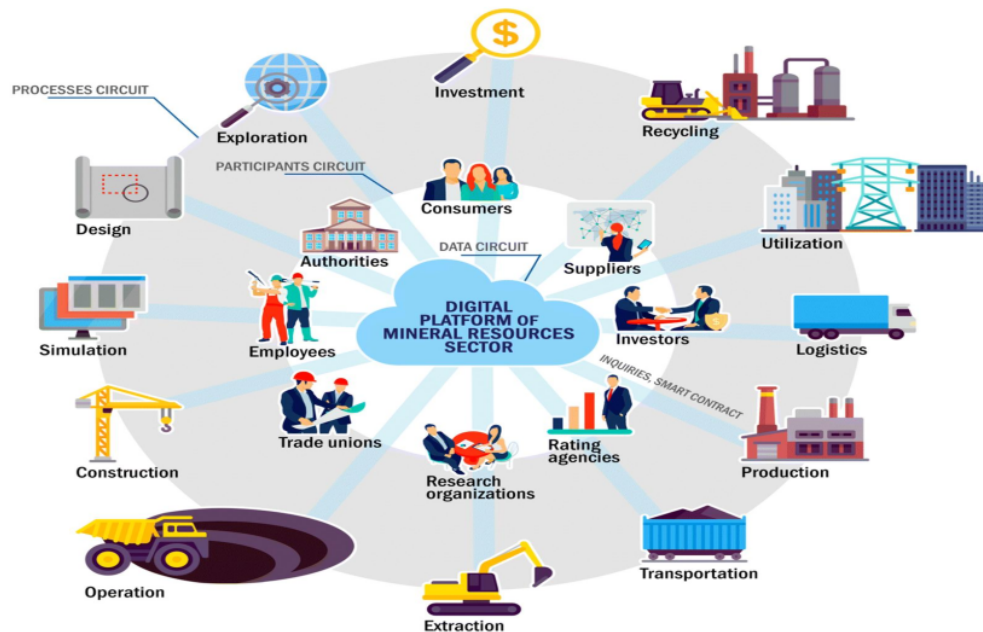 Investment
PROCESSES CIRCUIT
Exploration
Recycling
PARTICIPANTS CIRCUIT
Consumers
Design
Authorities
DATA CIRCUIT
Suppliers
Utilization
DIGITAL
PLATFORM OF
MINERAL RESOURCES
SECTOR
Simulation
Employees
Investors
Logistics
INQUIRIES, SMART CONTRACT
Construction
Trade unions
Research
organizations
Rating
agencies
Production
Operation
Extraction
Transportation